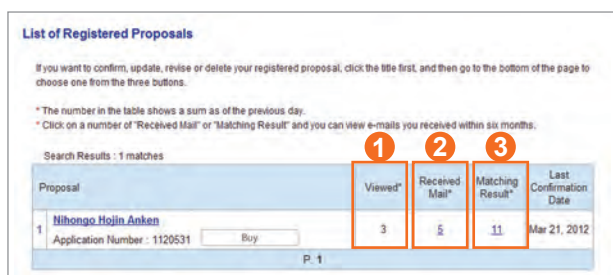 List of Registered Proposals
If you want to confirm, update, revise or delete your registered proposal, click the title first, and then go to the bottom of the page to
choose one from the three buttons.
* The number in the table shows a sum as of the previous day.
* Click on a number of "Received Mail" or "Matching Result" and you can view e-mails you received within six months.
1 2 3
Search Results : 1 matches
Proposal Viewed* Received Mail* Matching Result* Last Confirmation Date
1 Nihongo Hojin Anken 3 5 11 Mar 21, 2012
Application Number : 1120531 Buy
P. 1